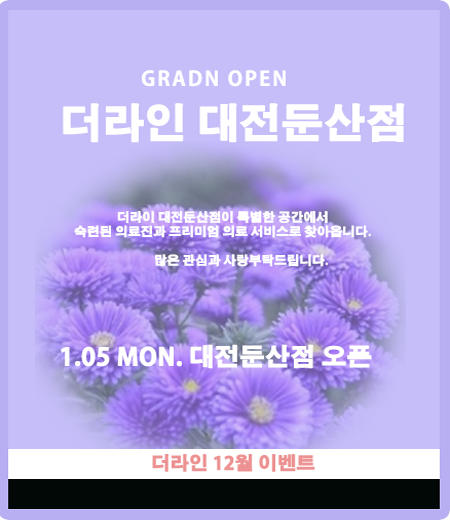 GRADN OPEN
더라인 대전둔산점
더라이 대전둔산점이 특별한 공간에서
숙련된 의료진과 프리미엄 의료 서비스로 찾아옵니다.
많은 관심과 사랑부탁드립니다.
1.05 MON. 대전둔산점 오픈
더라인 12월 이벤트